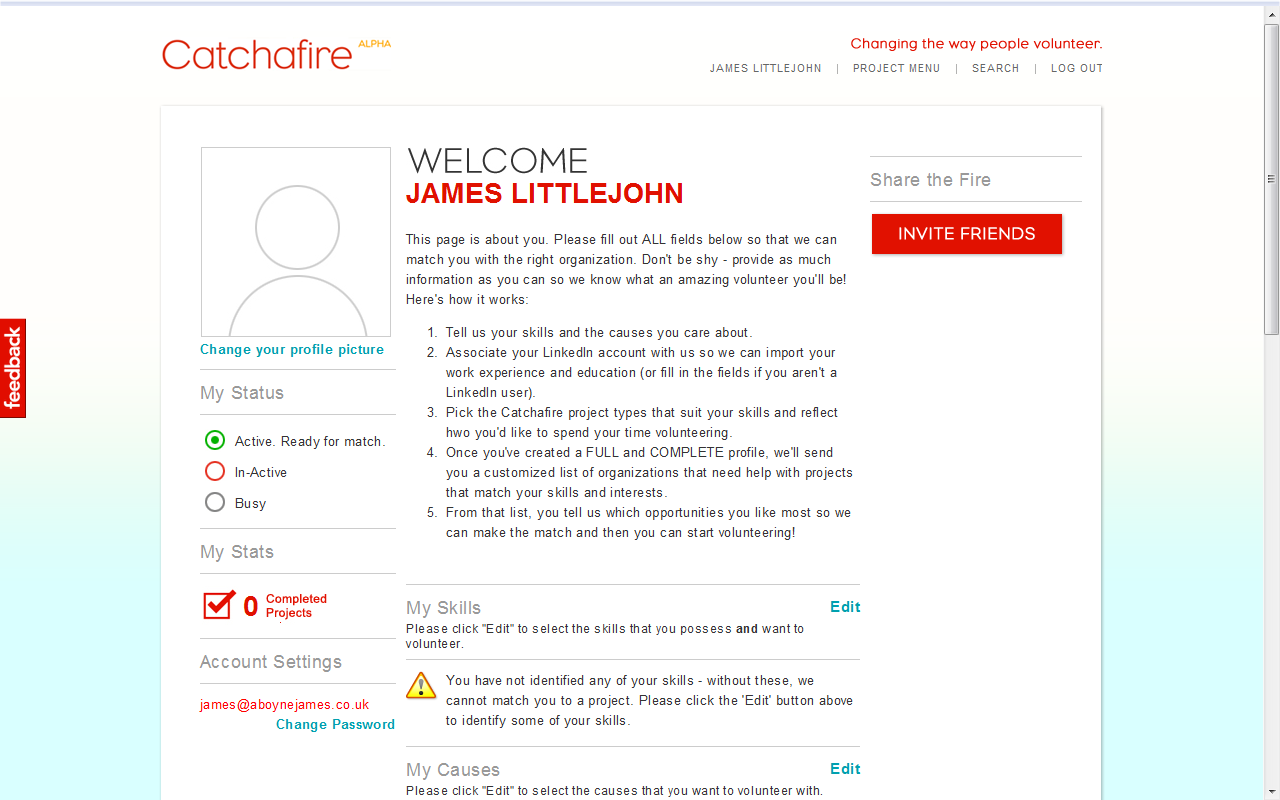 Catchafire ALPHA
Changing the way people volunteer.
JAMES LITTLEJOHN | PROJECT MENU | SEARCH | LOG OUT
feedback
Change your profile picture
My Status
Active. Ready for match.
In-Active
Busy
My Stats
0 Completed
Projects
Account Settings
james@aboynejames.co.uk
Change Password
WELCOME
JAMES LITTLEJOHN
This page is about you. Please fill out ALL fields below so that we can
match you with the right organization. Don't be shy - provide as much
information as you can so we know what an amazing volunteer you'll be!
Here's how it works:
1. Tell us your skills and the causes you care about.
2. Associate your LinkedIn account with us so we can import your
work experience and education (or fill in the fields if you aren't a
LinkedIn user).
3. Pick the Catchafire project types that suit your skills and reflect
hwo you'd like to spend your time volunteering.
4. Once you've created a FULL and COMPLETE profile, we'll send
you a customized list of organizations that need help with projects
that match your skills and interests.
5. From that list, you tell us which opportunities you like most so we
can make the match and then you can start volunteering!
My Skills Edit
Please click "Edit" to select the skills that you possess and want to
volunteer.
You have not identified any of your skills - without these, we
cannot match you to a project. Please click the 'Edit' button above
to identify some of your skills.
My Causes Edit
Please click "Edit" to select the causes that you want to volunteer with.
Share the Fire
INVITE FRIENDS